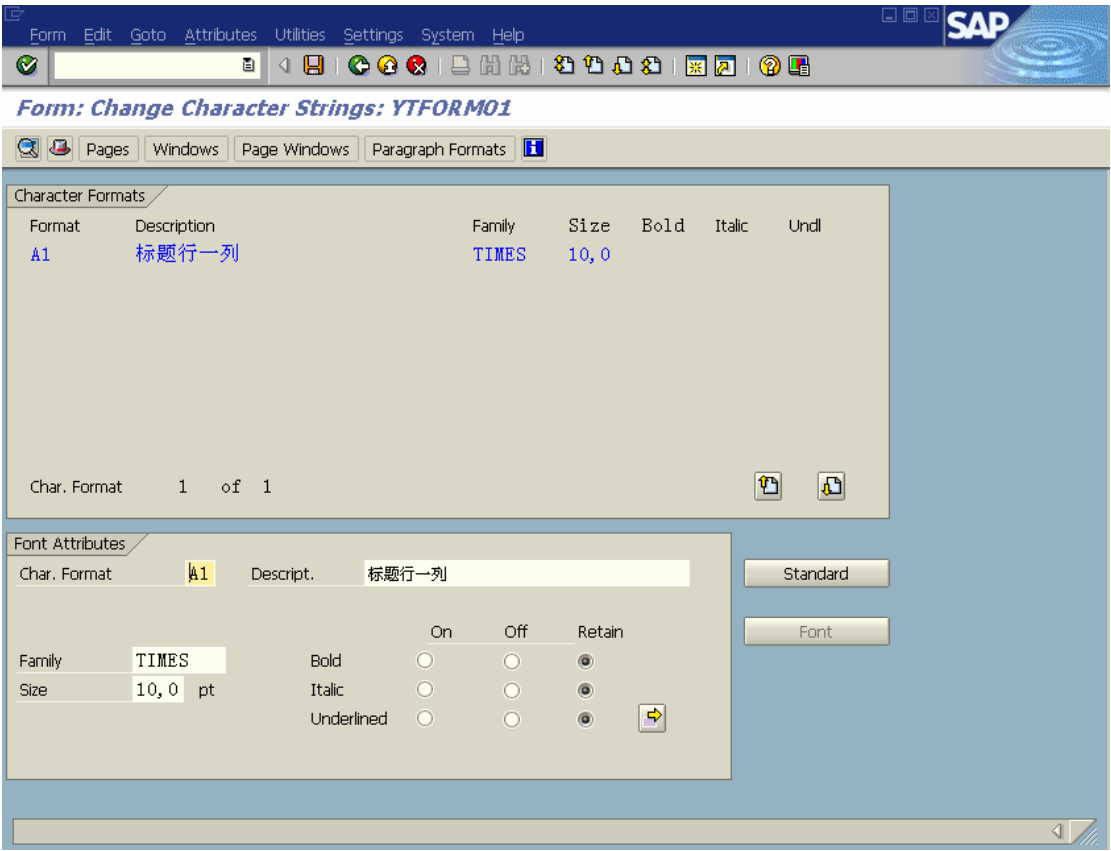 Form Edit Goto Attributes Utilities Settings System Help
SAP
Form: Change Character Strings: YTFORM01
Pages Windows Page Windows Paragraph Formats
Character Formats
Format Description Family Size Bold Italic Undl
A1 标题行一列 TIMES 10,0
Char. Format 1 of 1
Font Attributes
Char. Format A1 Descript. 标题行一列 Standard
On Off Retain Font
Family TIMES Bold
Size 10,0 pt Italic
Underlined